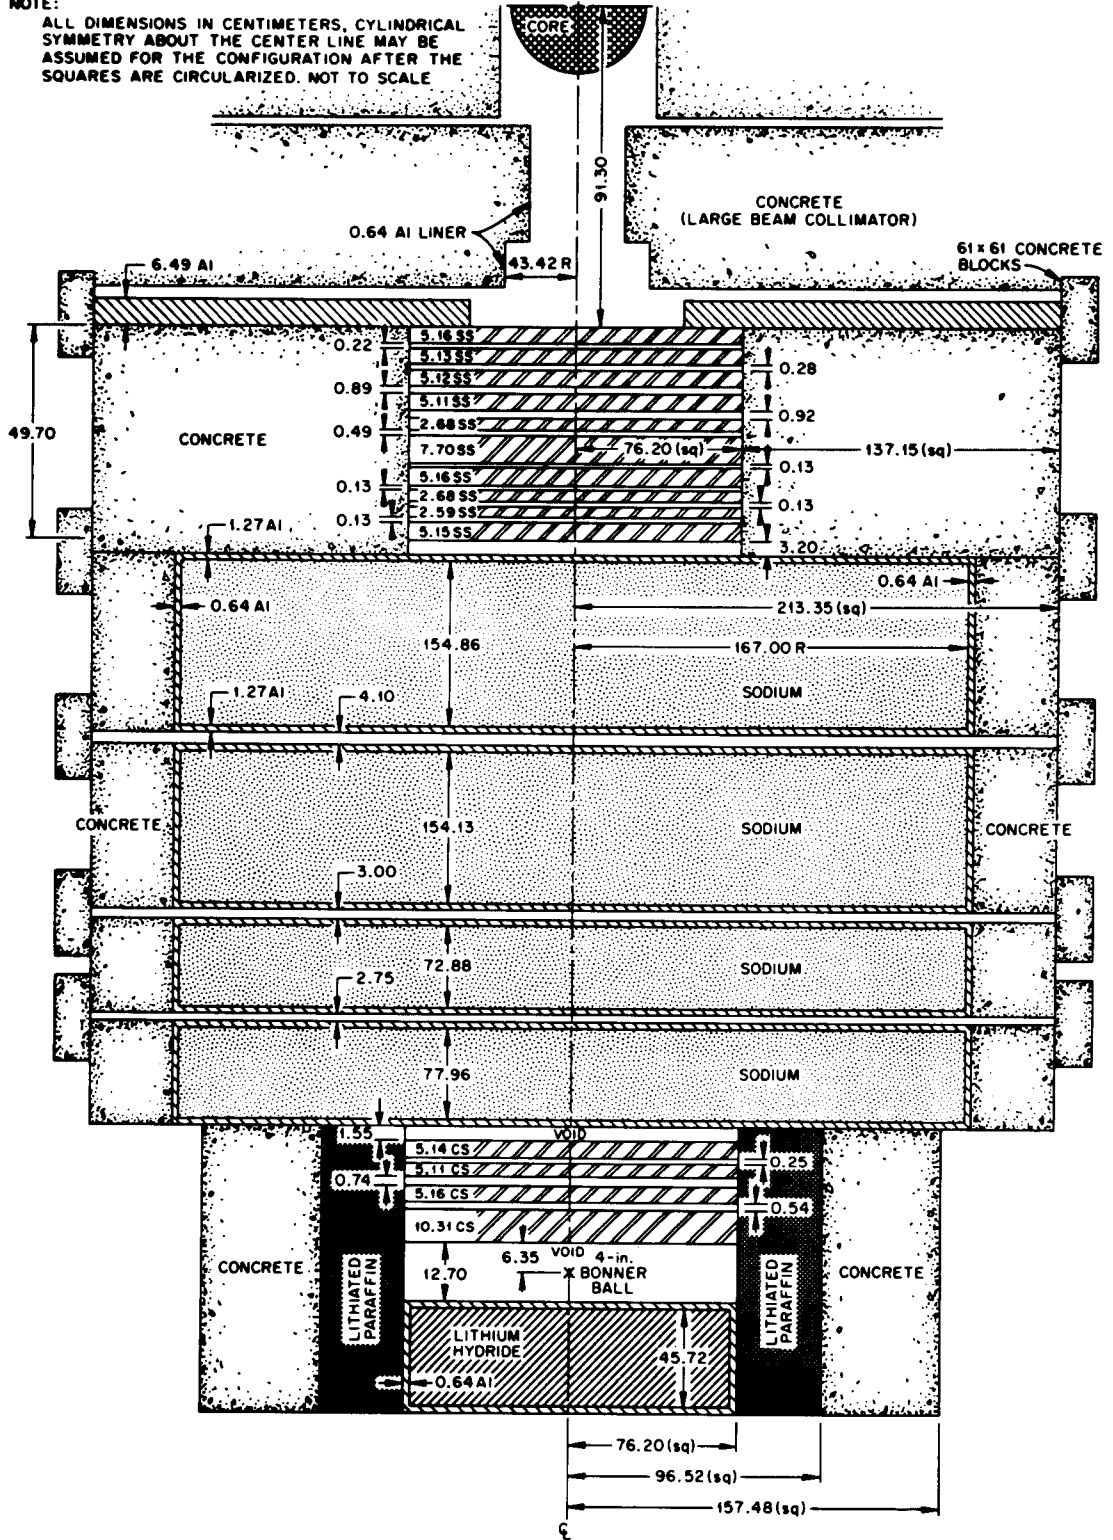 NOTE:
ALL DIMENSIONS IN CENTIMETERS, CYLINDRICAL
SYMMETRY ABOUT THE CENTER LINE MAY BE
ASSUMED FOR THE CONFIGURATION AFTER THE
SQUARES ARE CIRCULARIZED. NOT TO SCALE
CORE
91.30
CONCRETE
(LARGE BEAM COLLIMATOR)
0.64 Al LINER
43.42 R
61 × 61 CONCRETE
BLOCKS
6.49 Al
5.16 SS
0.22
5.13 SS
0.28
5.12 SS
0.89
5.11 SS
0.92
2.68 SS
0.49
49.70
CONCRETE
7.70 SS
76.20 (sq)
137.15 (sq)
0.13
5.16 SS
0.13
2.68 SS
0.13
2.59 SS
0.13
5.15 SS
1.27 Al
3.20
0.64 Al
0.64 Al
213.35 (sq)
154.86
167.00 R
1.27 Al
4.10
SODIUM
CONCRETE
154.13
SODIUM
CONCRETE
3.00
72.88
SODIUM
2.75
77.96
SODIUM
1.55
VOID
5.14 CS
0.25
5.11 CS
0.74
5.16 CS
0.54
10.31 CS
6.35
VOID
4-in.
BONNER
BALL
12.70
CONCRETE
LITHIATED
PARAFFIN
LITHIATED
PARAFFIN
CONCRETE
LITHIUM
HYDRIDE
45.72
0.64 Al
76.20 (sq)
96.52 (sq)
157.48 (sq)
℄